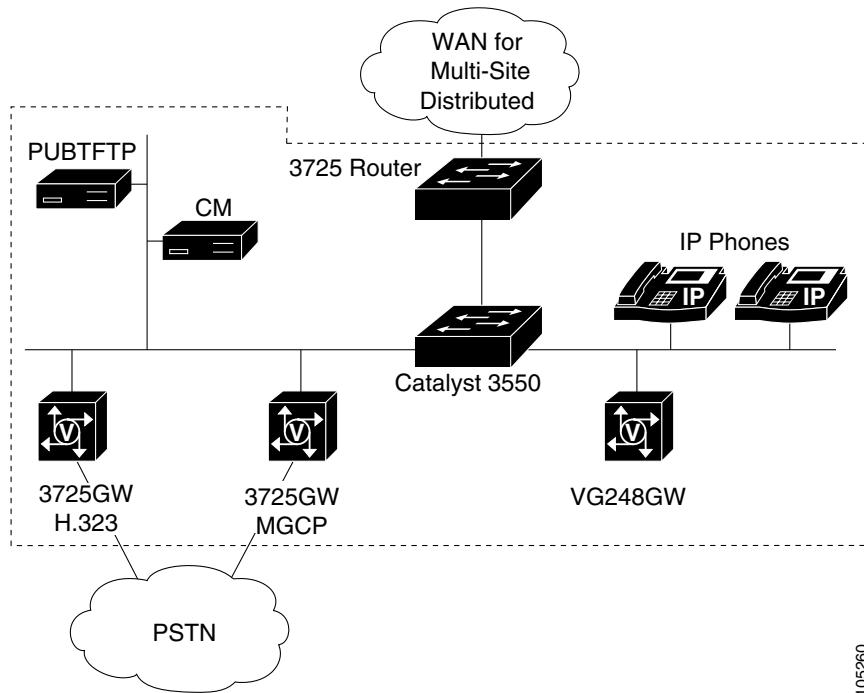 WAN for
Multi-Site
Distributed
PUBTFTP
3725 Router
CM
IP Phones
IP
IP
Catalyst 3550
V
V
V
3725GW
H.323
3725GW
MGCP
VG248GW
PSTN
105260